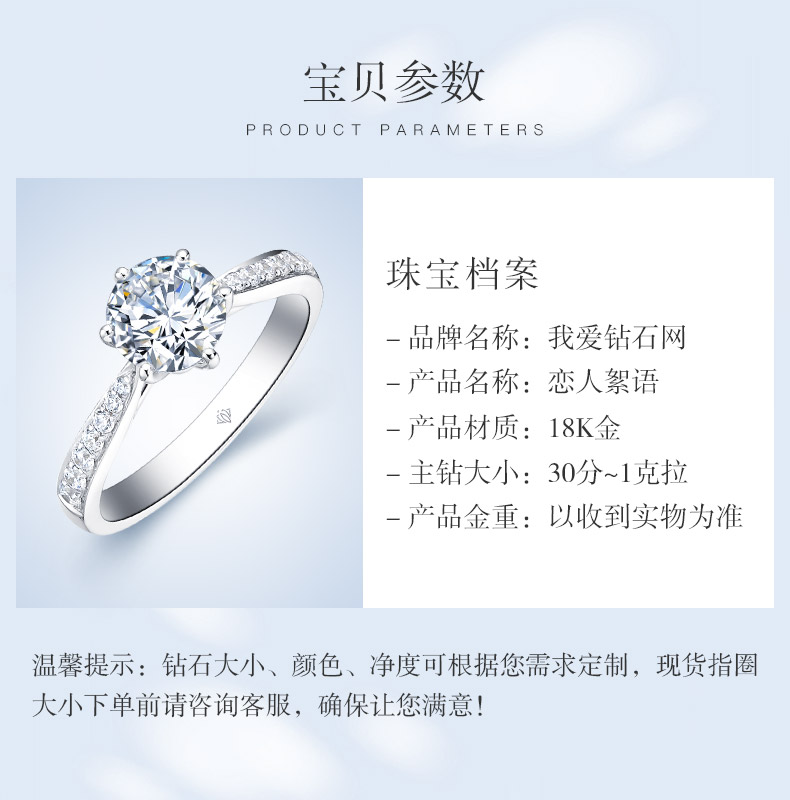 宝贝参数
PRODUCT PARAMETERS
珠宝档案
– 品牌名称：我爱钻石网
– 产品名称：恋人絮语
– 产品材质：18K金
– 主钻大小：30分~1克拉
– 产品金重：以收到实物为准
温馨提示：钻石大小、颜色、净度可根据您需求定制，现货指圈
大小下单前请咨询客服，确保让您满意！